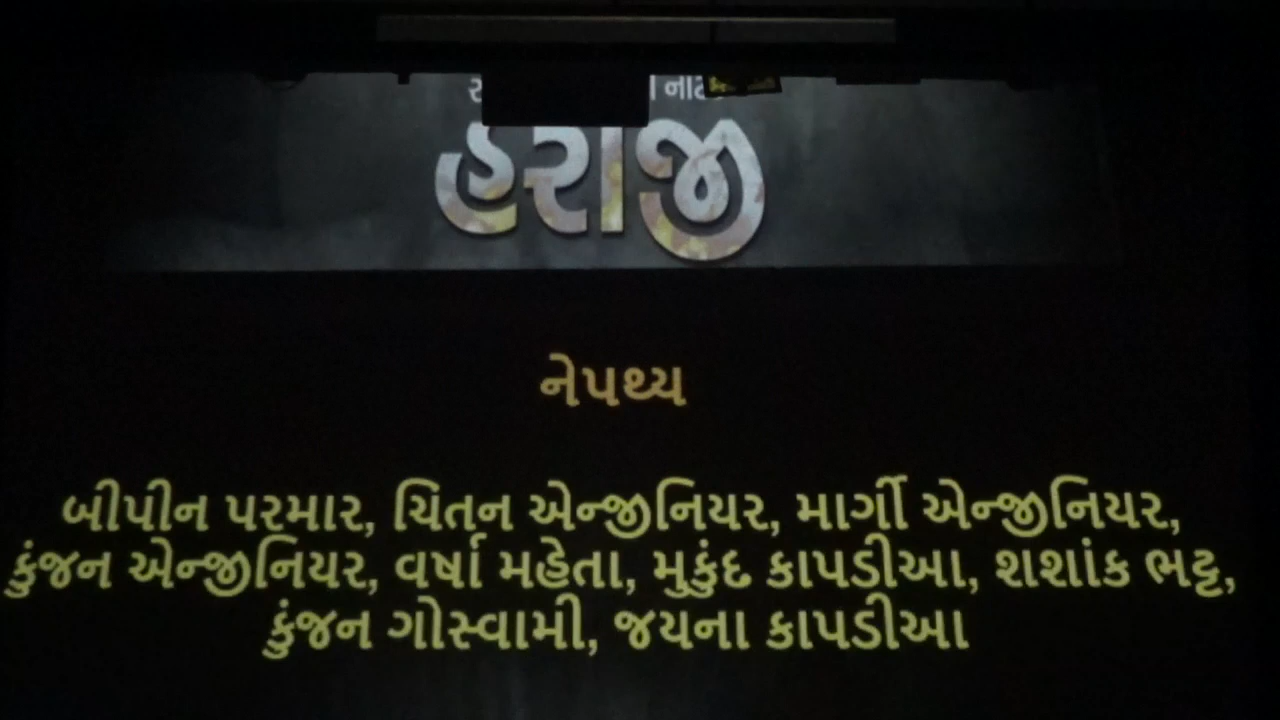 હરાજી
નેપથ્ય
બીપીન પરમાર, ચિંતન એન્જીનિયર, માર્ગી એન્જીનિયર,
કુંજન એન્જીનિયર, વર્ષા મહેતા, મુકુંદ કાપડીઆ, શશાંક ભટ્ટ,
કુંજન ગોસ્વામી, જયના કાપડીઆ